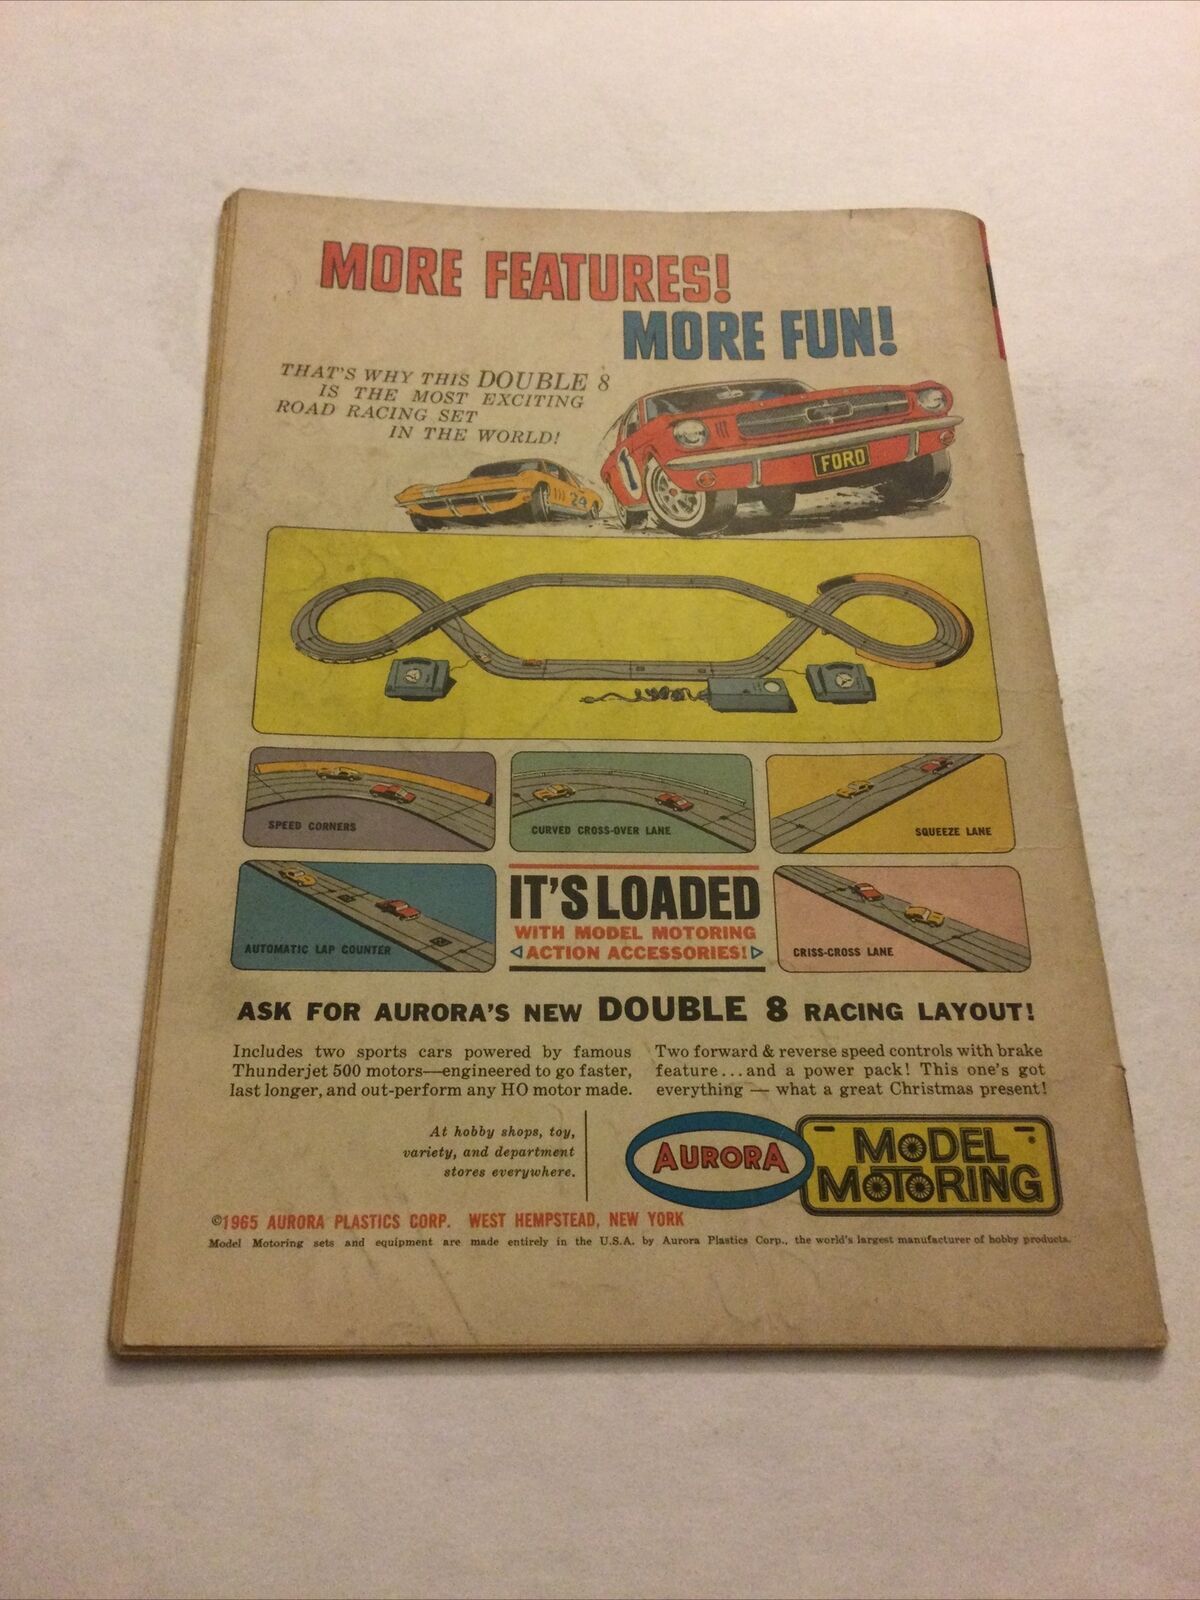 MORE FEATURES!
MORE FUN!
THAT'S WHY THIS DOUBLE 8
IS THE MOST EXCITING
ROAD RACING SET
IN THE WORLD!
1
24
FORD
SPEED CORNERS
CURVED CROSS-OVER LANE
SQUEEZE LANE
AUTOMATIC LAP COUNTER
IT'S LOADED
WITH MODEL MOTORING
ACTION ACCESSORIES!
CRISS-CROSS LANE
ASK FOR AURORA'S NEW DOUBLE 8 RACING LAYOUT!
Includes two sports cars powered by famous
Thunderjet 500 motors—engineered to go faster,
last longer, and out-perform any HO motor made.
Two forward & reverse speed controls with brake
feature...and a power pack! This one's got
everything — what a great Christmas present!
At hobby shops, toy,
variety, and department
stores everywhere.
AURORA
MODEL
MOTORING
©1965 AURORA PLASTICS CORP. WEST HEMPSTEAD, NEW YORK
Model Motoring sets and equipment are made entirely in the U.S.A. by Aurora Plastics Corp., the world's largest manufacturer of hobby products.